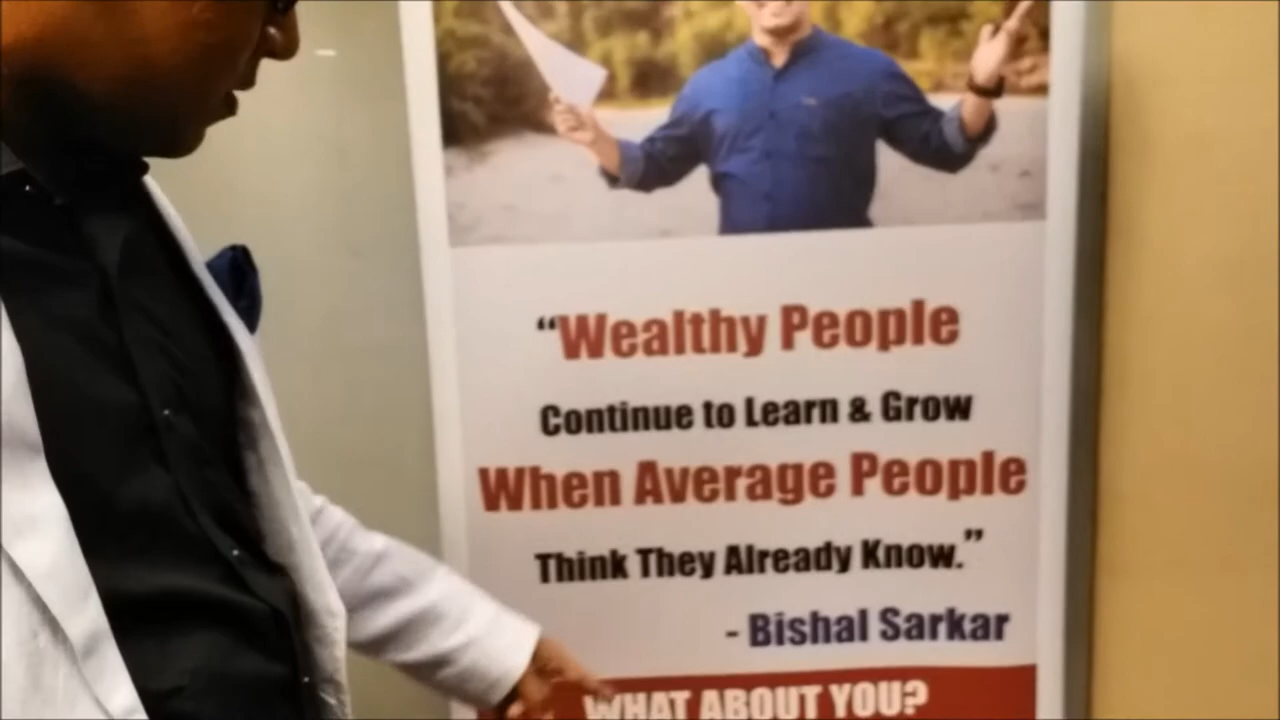 “Wealthy People
Continue to Learn & Grow
When Average People
Think They Already Know.”
- Bishal Sarkar
WHAT ABOUT YOU?